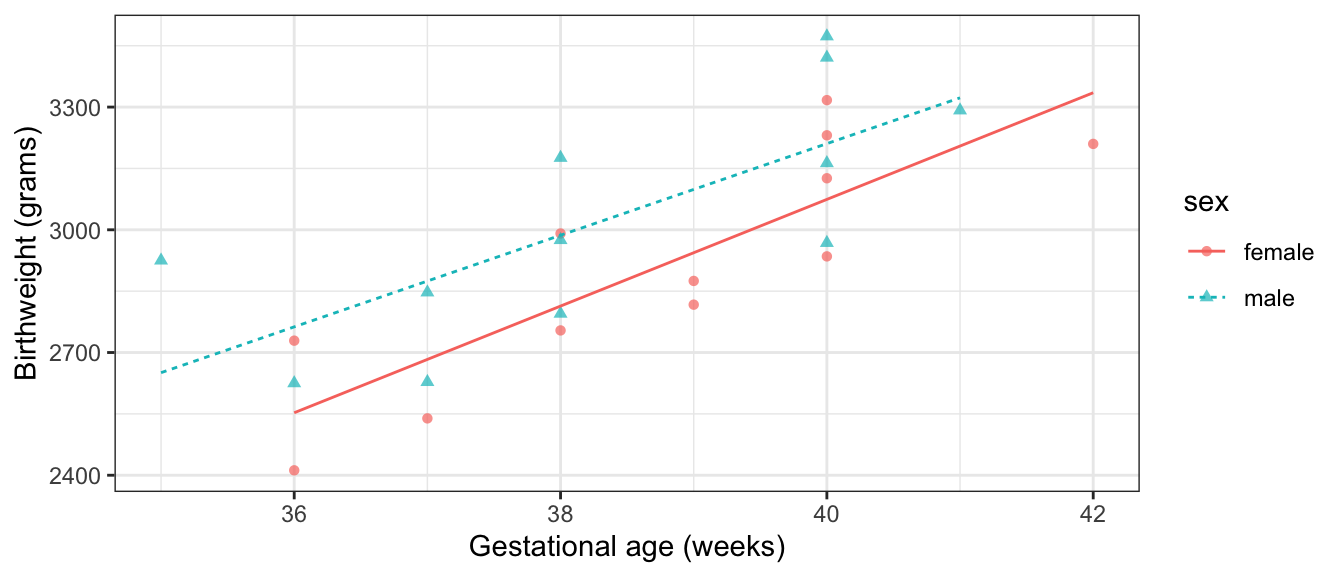 Birthweight (grams)
3300
3000
2700
2400
36 38 40 42
Gestational age (weeks)
sex
female
male